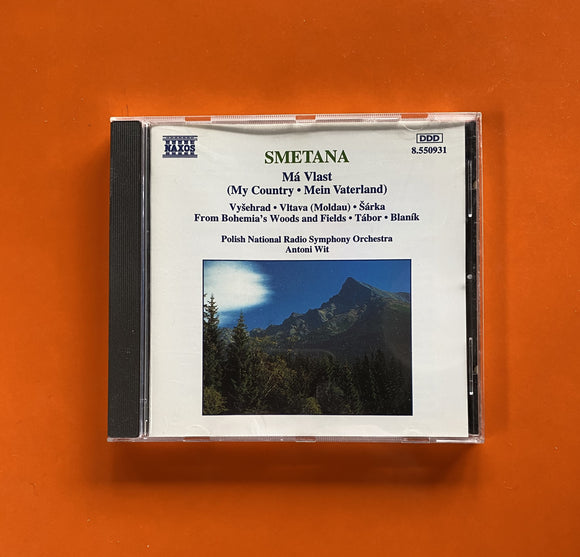 NAXOS
DDD
8.550931
SMETANA
Má Vlast
(My Country • Mein Vaterland)
Vyšehrad • Vltava (Moldau) • Šárka
From Bohemia's Woods and Fields • Tábor • Blaník
Polish National Radio Symphony Orchestra
Antoni Wit